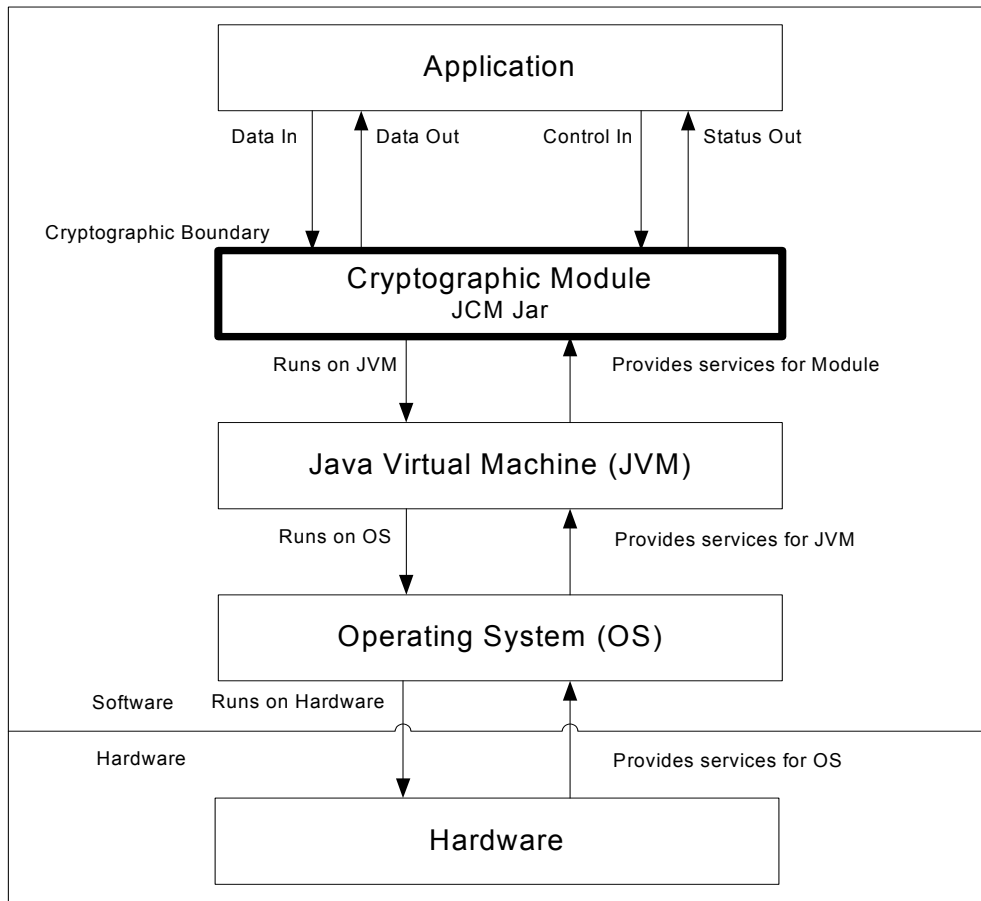 Application
Data In
Data Out
Control In
Status Out
Cryptographic Boundary
Cryptographic Module
JCM Jar
Runs on JVM
Provides services for Module
Java Virtual Machine (JVM)
Runs on OS
Provides services for JVM
Operating System (OS)
Software
Runs on Hardware
Hardware
Provides services for OS
Hardware